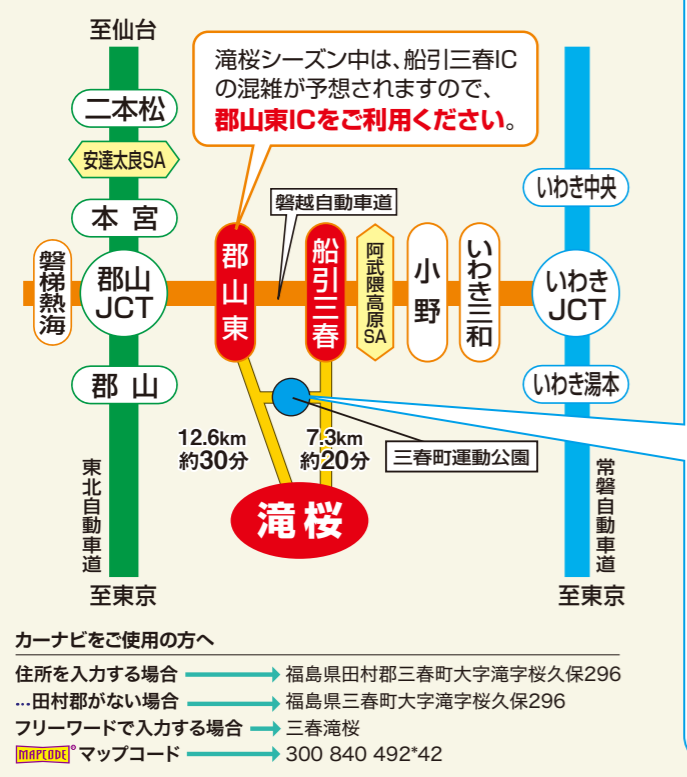 至仙台
滝桜シーズン中は、船引三春IC
の混雑が予想されますので、
郡山東ICをご利用ください。
二本松
安達太良SA
本宮
磐越自動車道
いわき中央
磐梯熱海
郡山
JCT
郡山東
船引三春
阿武隈高原SA
小野
いわき三和
いわき
JCT
郡山
いわき湯本
12.6km
約30分
7.3km
約20分
三春町運動公園
東北自動車道
滝桜
常磐自動車道
至東京
至東京
カーナビをご使用の方へ
住所を入力する場合 → 福島県田村郡三春町大字滝字桜久保296
…田村郡がない場合 → 福島県三春町大字滝字桜久保296
フリーワードで入力する場合 → 三春滝桜
MAPCODE® マップコード → 300 840 492*42